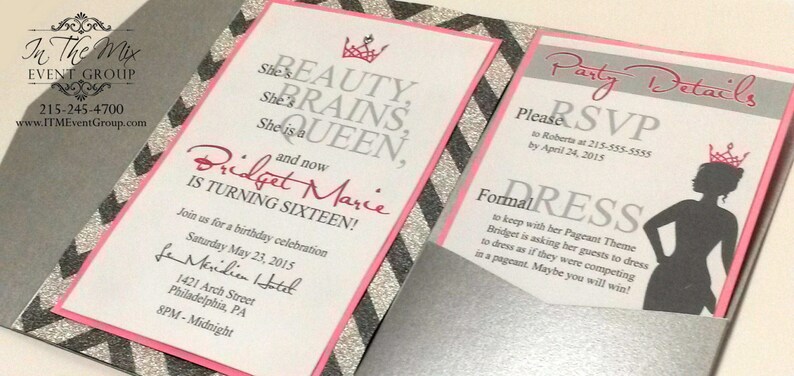 In The Mix
EVENT GROUP
215-245-4700
www.ITMEventGroup.com
She's BEAUTY,
She's BRAINS,
She is a QUEEN,
and now
Bridget Marie
IS TURNING SIXTEEN!
Join us for a birthday celebration
Saturday May 23, 2015
Le Meridien Hotel
1421 Arch Street
Philadelphia, PA
8PM - Midnight
Party Details
Please RSVP
to Roberta at 215-555-5555
by April 24, 2015
Formal DRESS
to keep with her Pageant Theme
Bridget is asking her guests to dress
to dress as if they were competing
in a pageant. Maybe you will win!